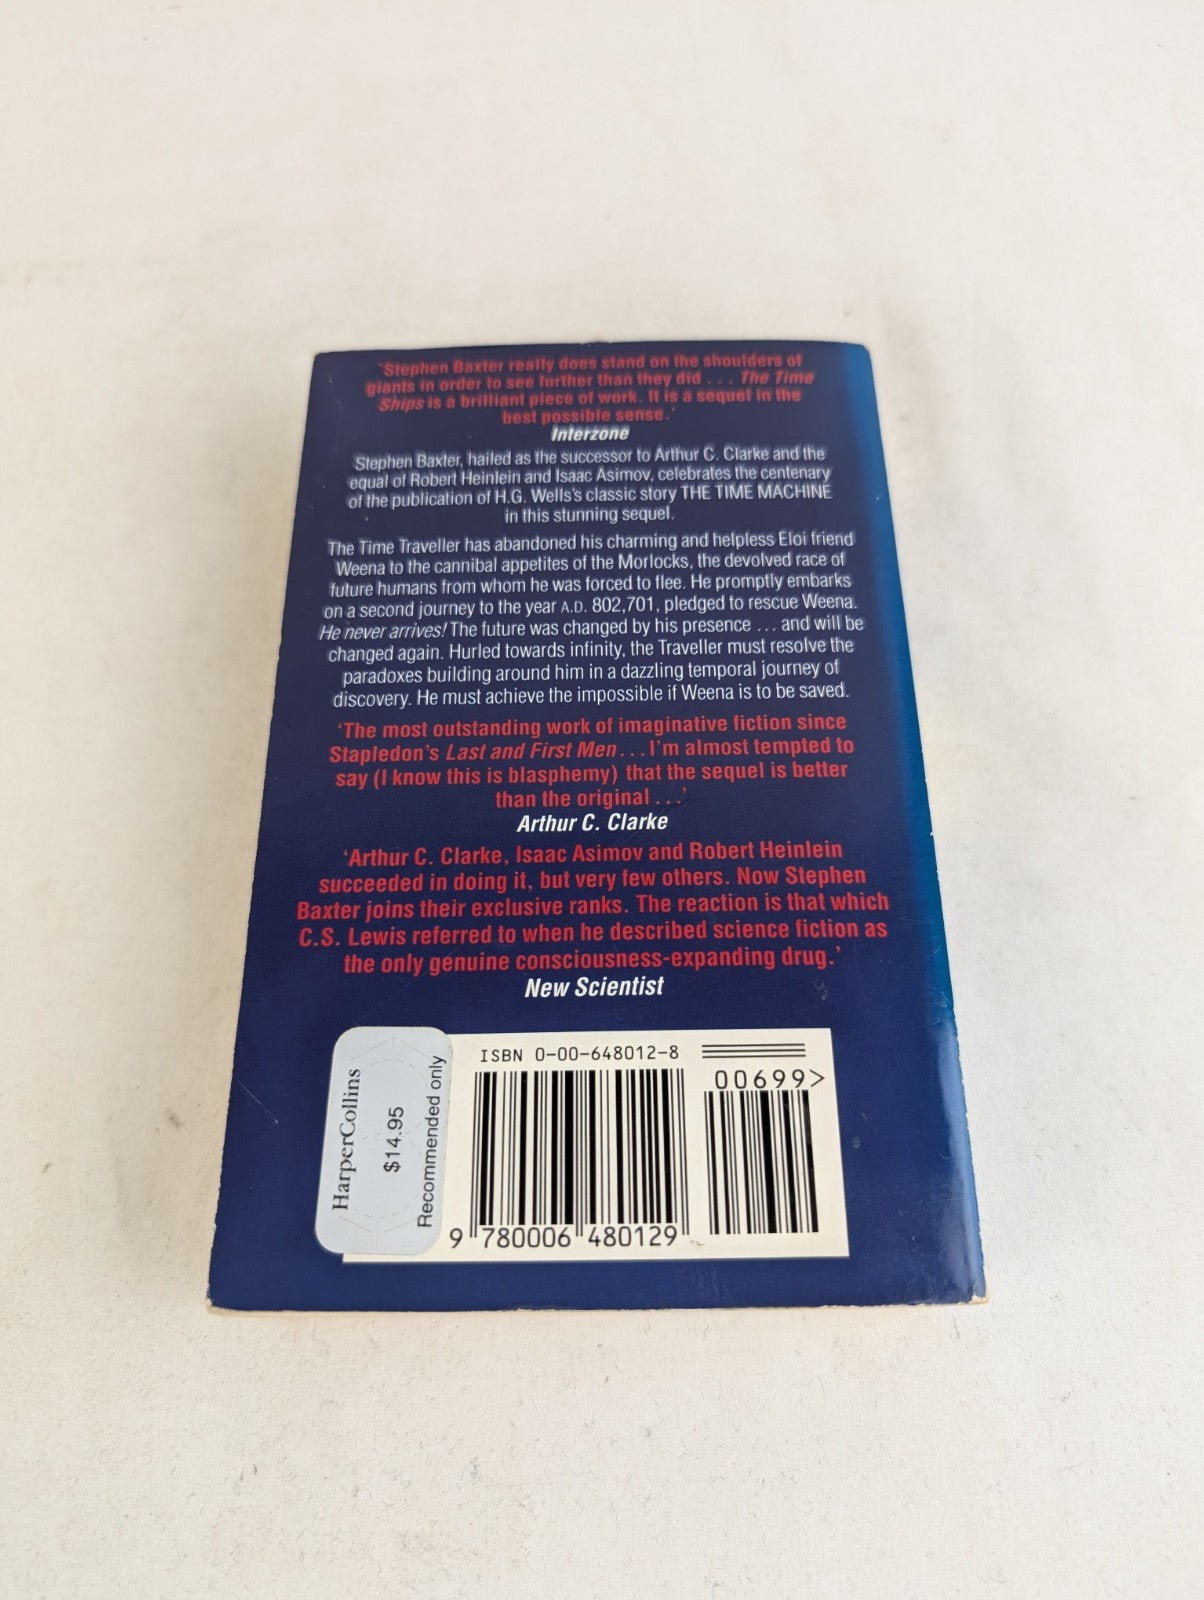 'Stephen Baxter really does stand on the shoulders of
giants in order to see further than they did . . . The Time
Ships is a brilliant piece of work. It is a sequel in the
best possible sense.'
Interzone
Stephen Baxter, hailed as the successor to Arthur C. Clarke and the
equal of Robert Heinlein and Isaac Asimov, celebrates the centenary
of the publication of H.G. Wells's classic story THE TIME MACHINE
in this stunning sequel.
The Time Traveller has abandoned his charming and helpless Eloi friend
Weena to the cannibal appetites of the Morlocks, the devolved race of
future humans from whom he was forced to flee. He promptly embarks
on a second journey to the year A.D. 802,701, pledged to rescue Weena.
He never arrives! The future was changed by his presence . . . and will be
changed again. Hurled towards infinity, the Traveller must resolve the
paradoxes building around him in a dazzling temporal journey of
discovery. He must achieve the impossible if Weena is to be saved.
'The most outstanding work of imaginative fiction since
Stapledon's Last and First Men . . . I'm almost tempted to
say (I know this is blasphemy) that the sequel is better
than the original . . .'
Arthur C. Clarke
'Arthur C. Clarke, Isaac Asimov and Robert Heinlein
succeeded in doing it, but very few others. Now Stephen
Baxter joins their exclusive ranks. The reaction is that which
C.S. Lewis referred to when he described science fiction as
the only genuine consciousness-expanding drug.'
New Scientist
HarperCollins
$14.95
Recommended only
ISBN 0-00-648012-8
00699>
9 780006 480129